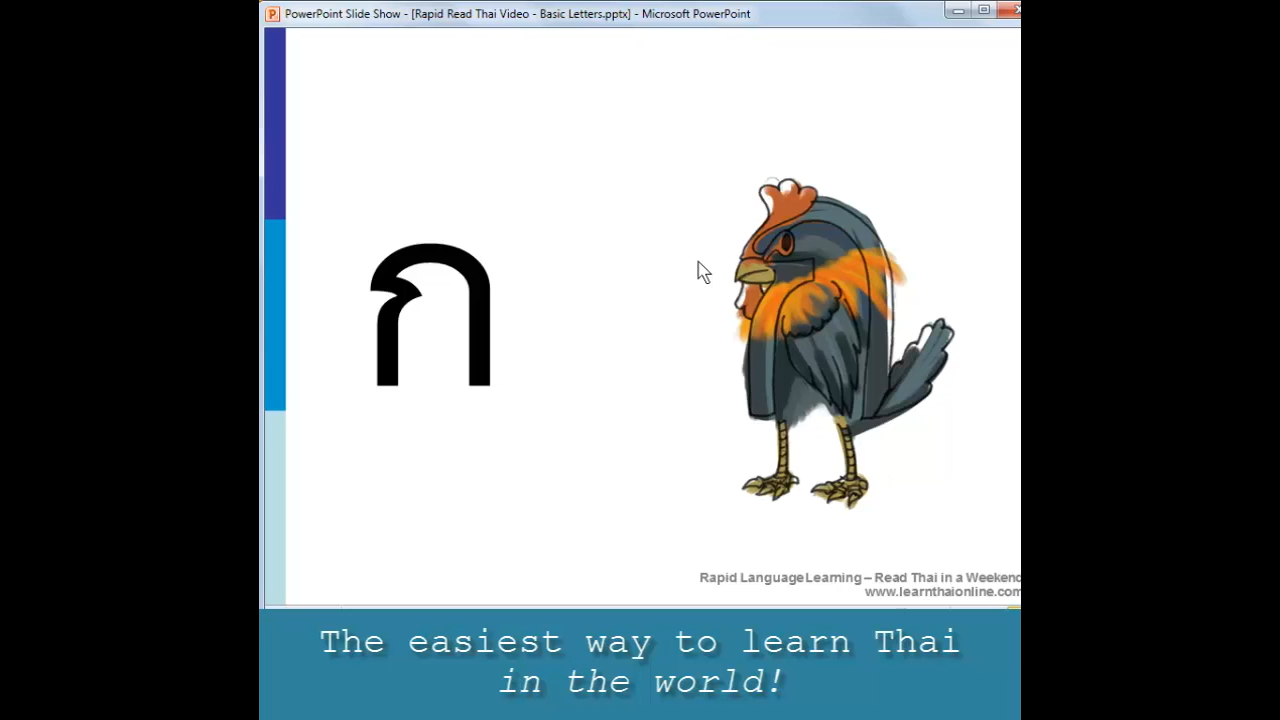 PowerPoint Slide Show - [Rapid Read Thai Video - Basic Letters.pptx] - Microsoft PowerPoint
ก
Rapid Language Learning – Read Thai in a Weekend
www.learnthaionline.com
The easiest way to learn Thai
in the world!